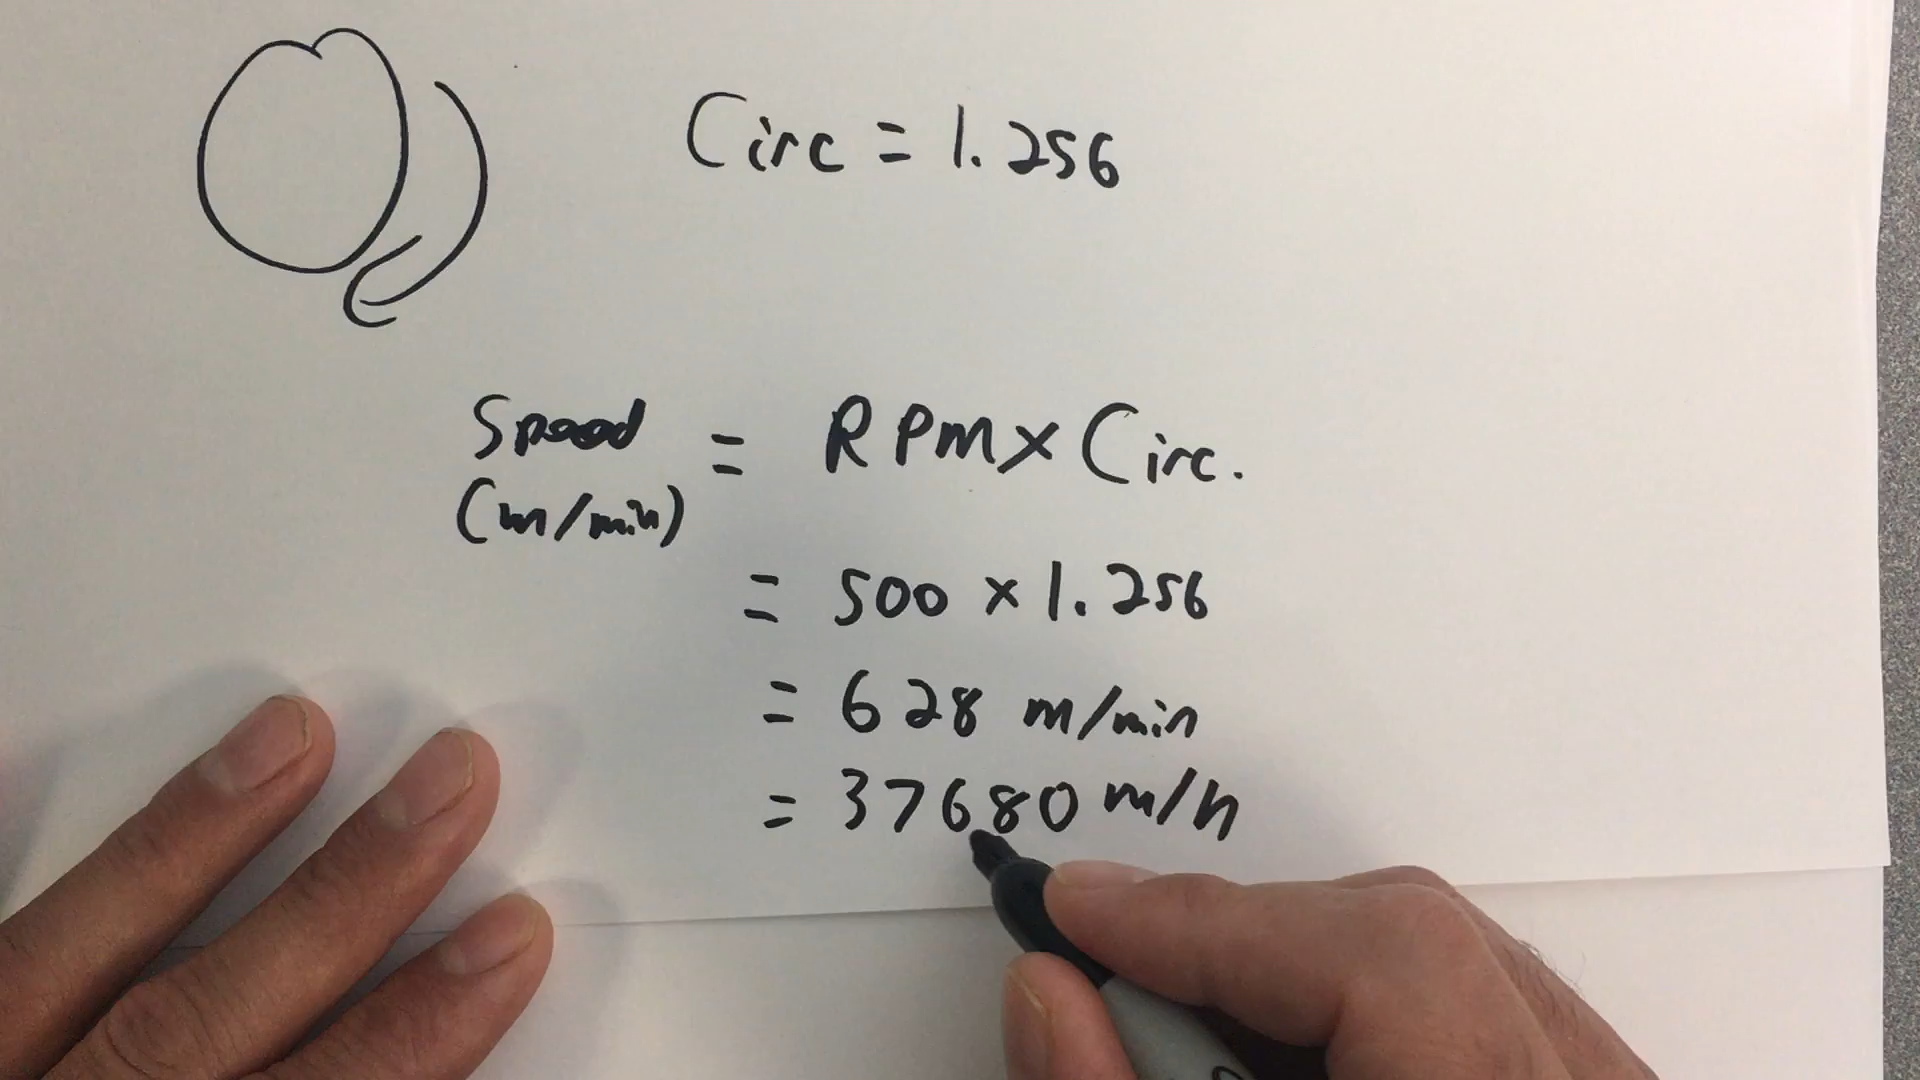 Circ = 1.256
Speed = RPM x Circ.
(m/min)
= 500 x 1.256
= 628 m/min
= 37680 m/h